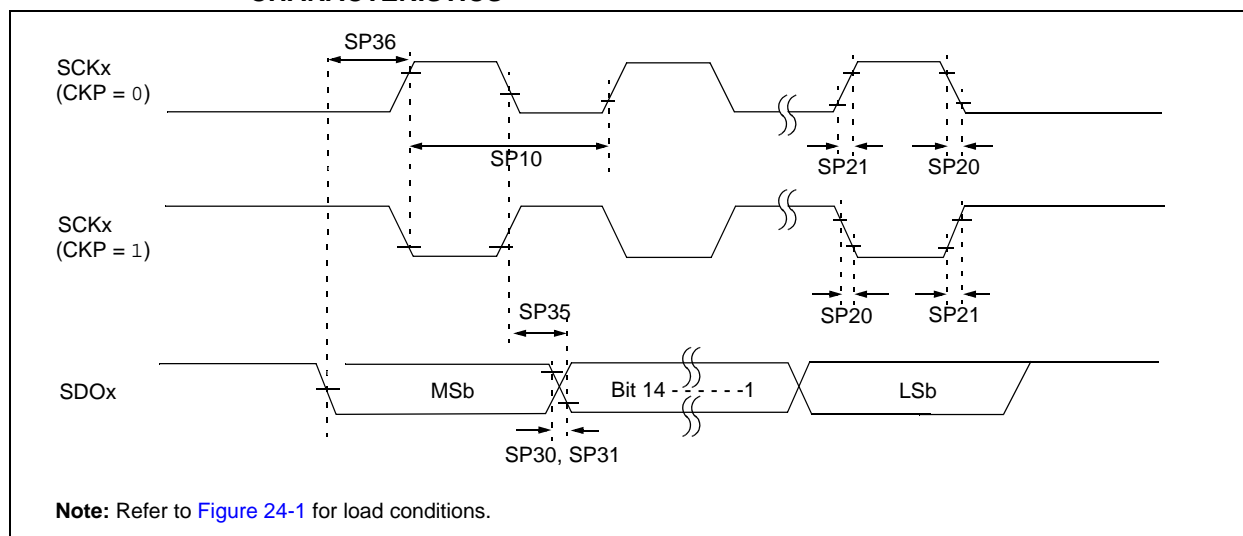 CHARACTERISTICS
SP36
SCKx
(CKP = 0)
SP10
SP21
SP20
SCKx
(CKP = 1)
SP35
SP20
SP21
SDOx
MSb
Bit 14 - - - - - -1
LSb
SP30, SP31
Note: Refer to Figure 24-1 for load conditions.